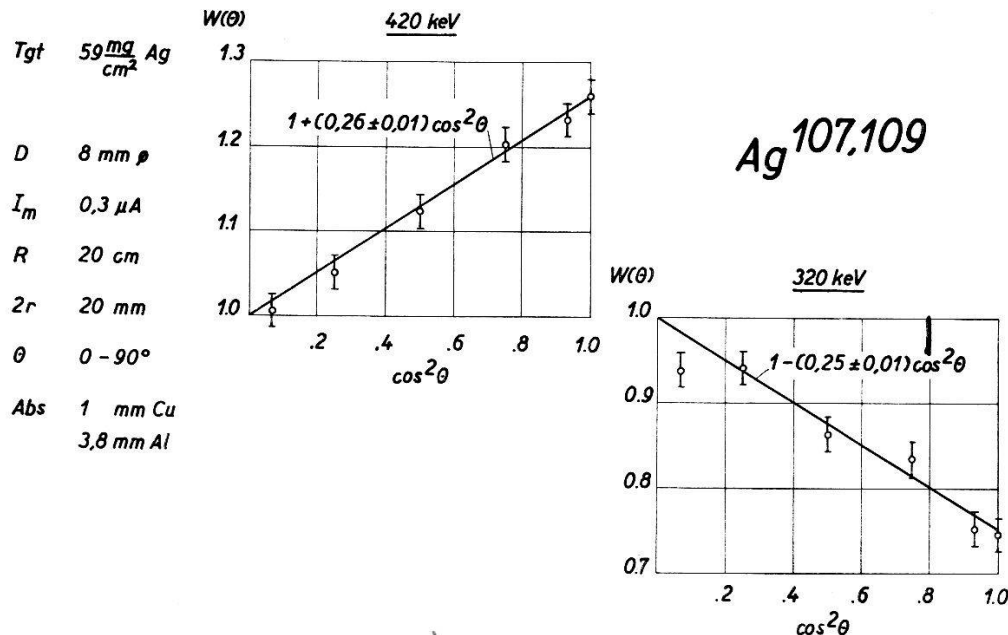 Tgt 59 mg/cm² Ag
D 8 mm ø
I_m 0,3 μA
R 20 cm
2r 20 mm
θ 0 – 90°
Abs 1 mm Cu
3,8 mm Al
W(θ)
420 keV
1.3
1.2
1.1
1.0
1+(0,26±0,01)cos²θ
.2 .4 .6 .8 1.0
cos²θ
Ag107,109
W(θ)
320 keV
1.0
0.9
0.8
0.7
1–(0,25±0,01)cos²θ
.2 .4 .6 .8 1.0
cos²θ